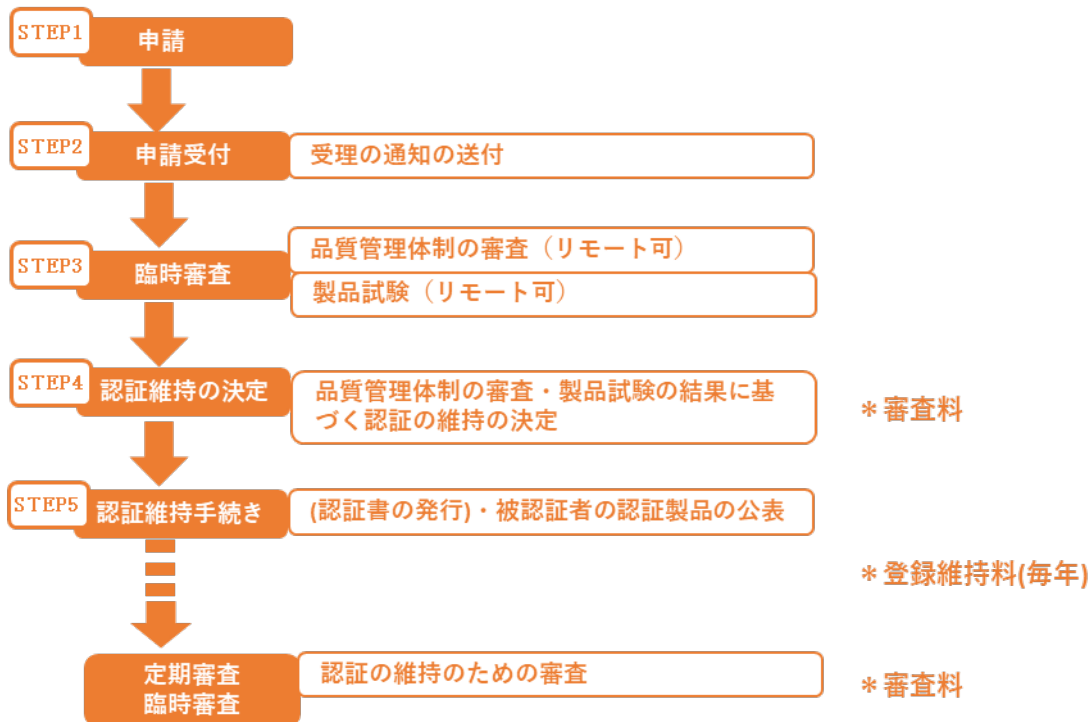 STEP1
申請
STEP2
申請受付
受理の通知の送付
STEP3
臨時審査
品質管理体制の審査（リモート可）
製品試験（リモート可）
STEP4
認証維持の決定
品質管理体制の審査・製品試験の結果に基
づく認証の維持の決定
＊審査料
STEP5
認証維持手続き
(認証書の発行)・被認証者の認証製品の公表
＊登録維持料(毎年)
定期審査
臨時審査
認証の維持のための審査
＊審査料